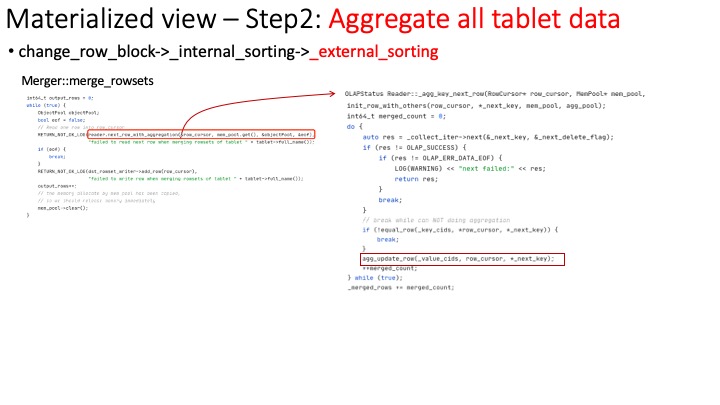 Materialized view – Step2: Aggregate all tablet data
• change_row_block->_internal_sorting->_external_sorting
Merger::merge_rowsets
int64_t output_rows = 0;
while (true) {
ObjectPool objectPool;
bool eof = false;
// Read one row into row_cursor
RETURN_NOT_OK_LOG(reader.next_row_with_aggregation(&row_cursor, mem_pool.get(), &objectPool, &eof),
"failed to read next row when merging rowsets of tablet " + tablet->full_name());
if (eof) {
break;
}
RETURN_NOT_OK_LOG(dst_rowset_writer->add_row(row_cursor),
"failed to write row when merging rowsets of tablet " + tablet->full_name());
output_rows++;
// the memory allocate by mem pool has been copied,
// so we should release memory immediately
mem_pool->clear();
}
OLAPStatus Reader::_agg_key_next_row(RowCursor* row_cursor, MemPool* mem_pool,
init_row_with_others(row_cursor, *_next_key, mem_pool, agg_pool);
int64_t merged_count = 0;
do {
auto res = _collect_iter->next(&_next_key, &_next_delete_flag);
if (res != OLAP_SUCCESS) {
if (res != OLAP_ERR_DATA_EOF) {
LOG(WARNING) << "next failed:" << res;
return res;
}
break;
}
// break while can NOT doing aggregation
if (!equal_row(_key_cids, *row_cursor, *_next_key)) {
break;
}
agg_update_row(_value_cids, row_cursor, *_next_key);
++merged_count;
} while (true);
_merged_rows += merged_count;